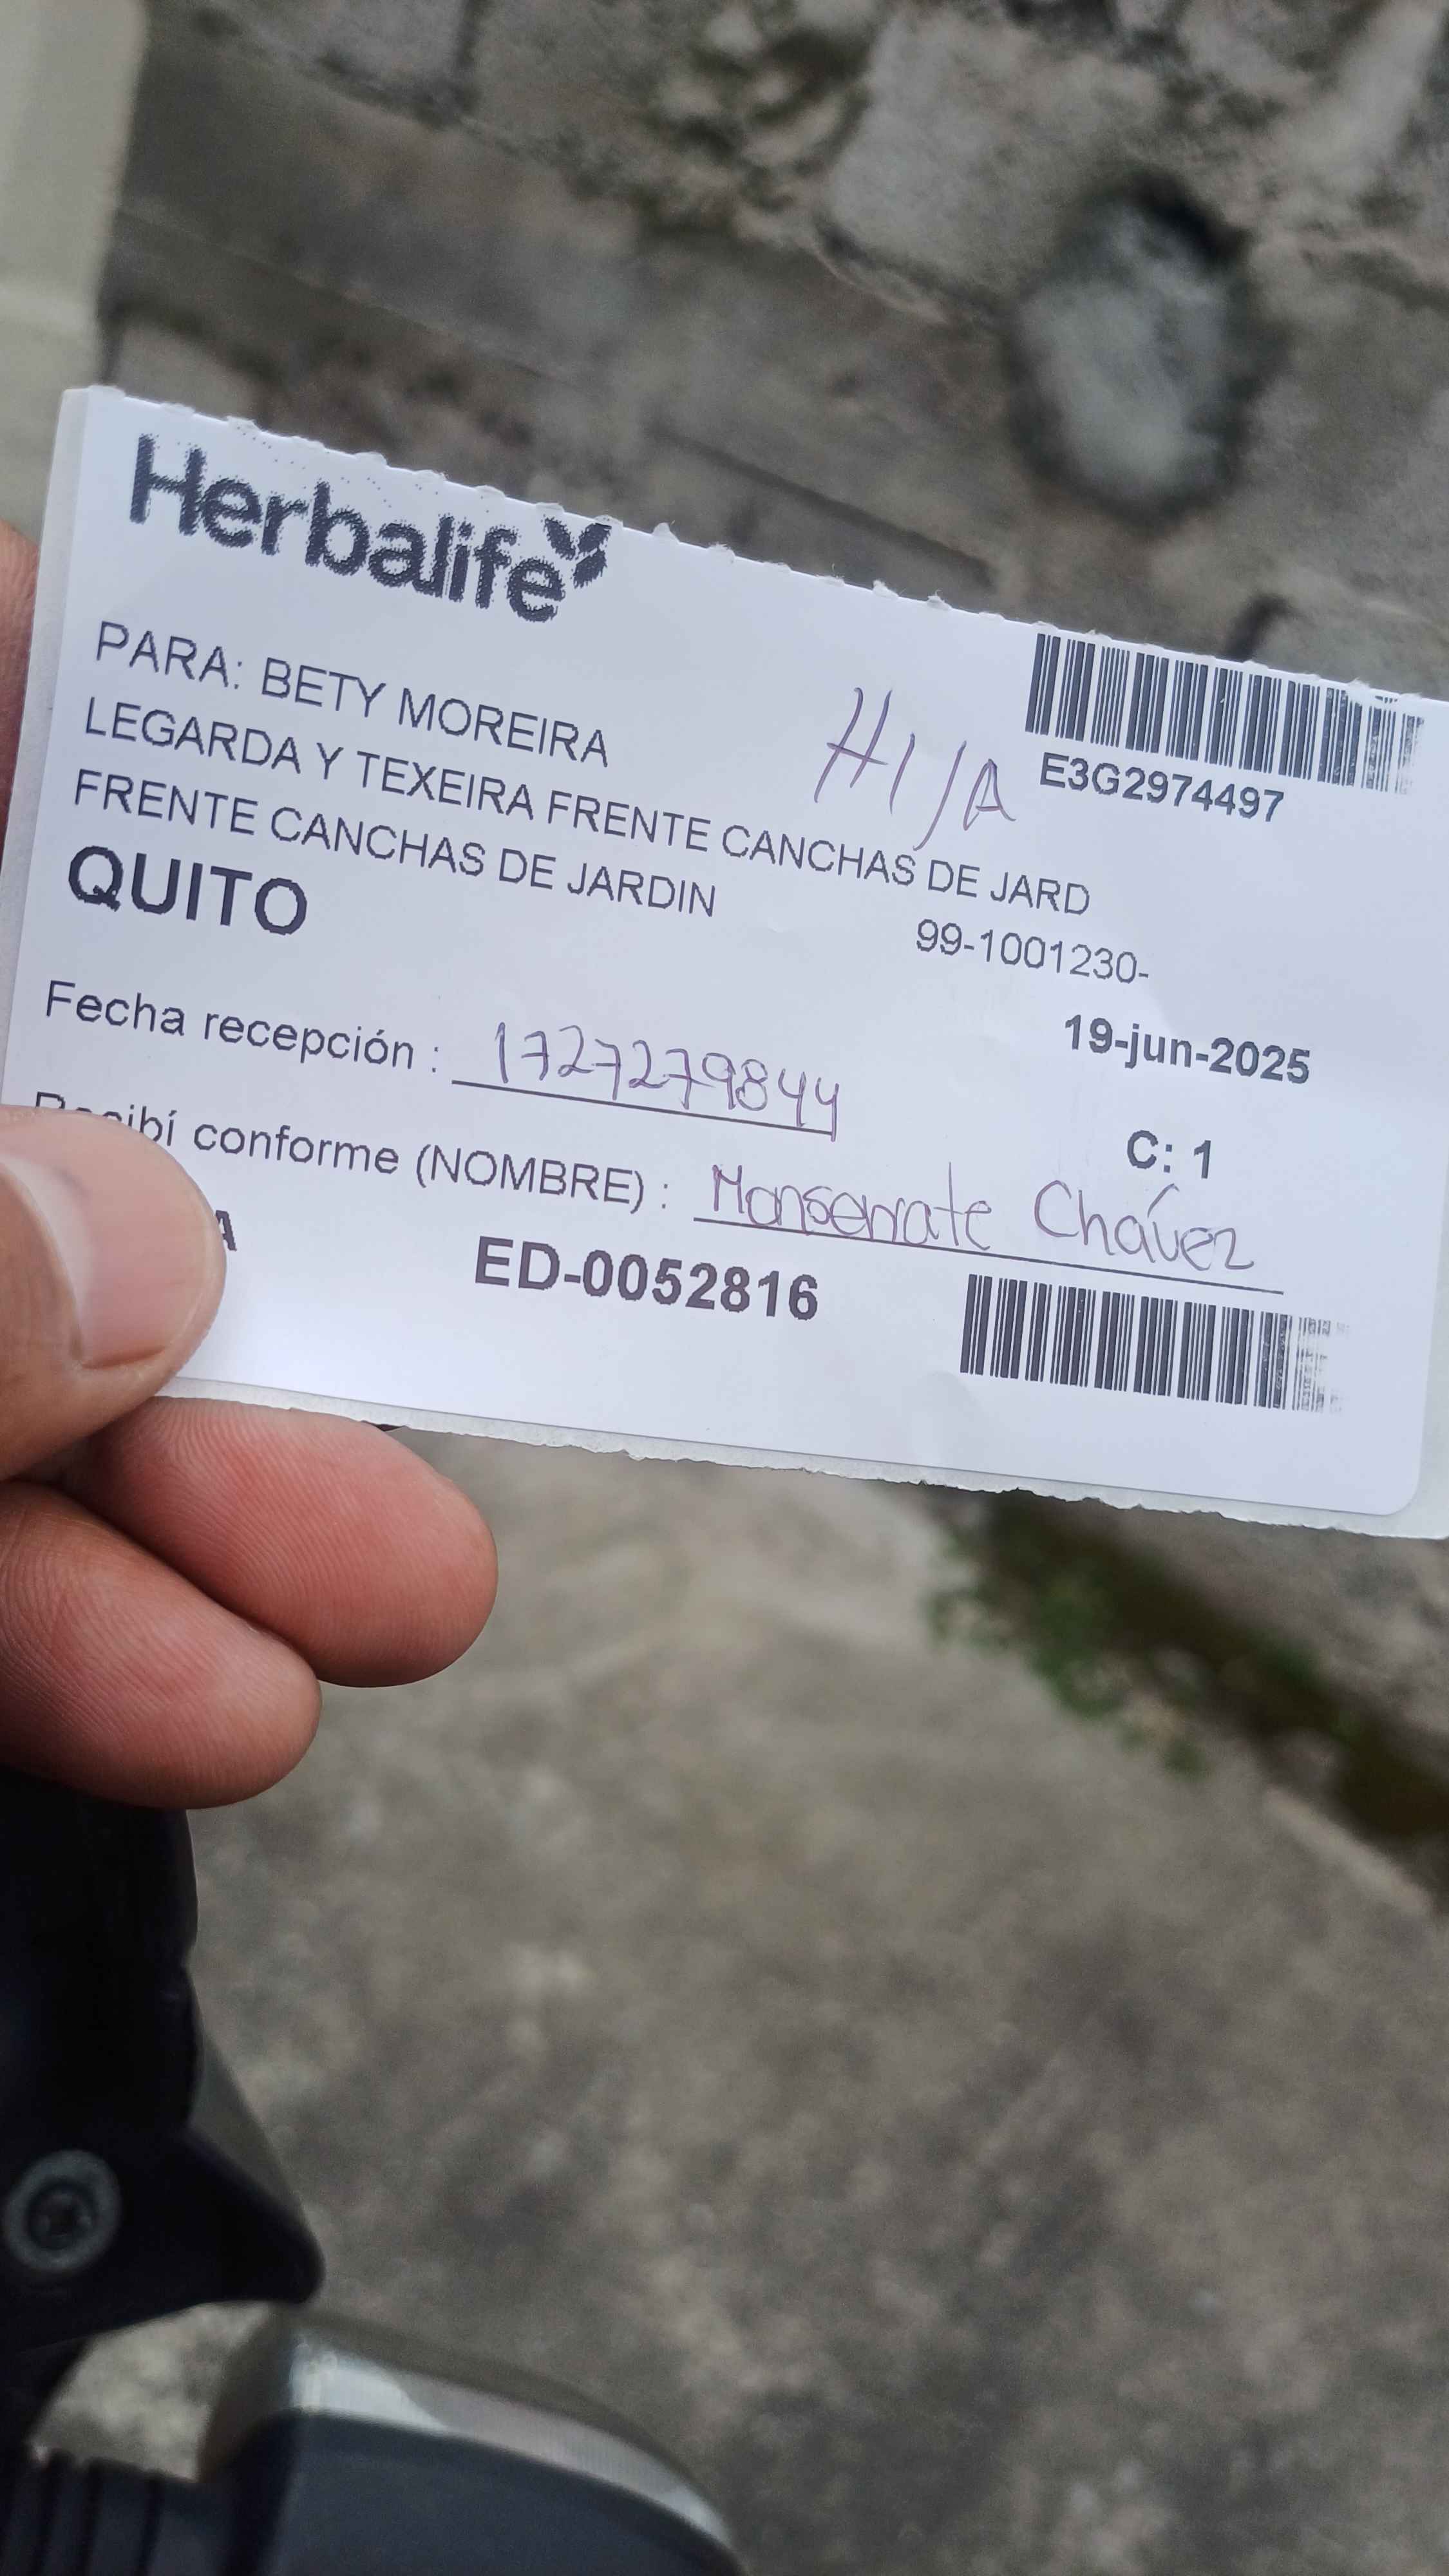 Herbalife
PARA: BETY MOREIRA
HIJA
E3G2974497
LEGARDA Y TEXEIRA FRENTE CANCHAS DE JARD
FRENTE CANCHAS DE JARDIN
99-1001230-
QUITO
19-jun-2025
Fecha recepción : 1727279844
C: 1
conforme (NOMBRE) : Monserrate Chávez
ED-0052816